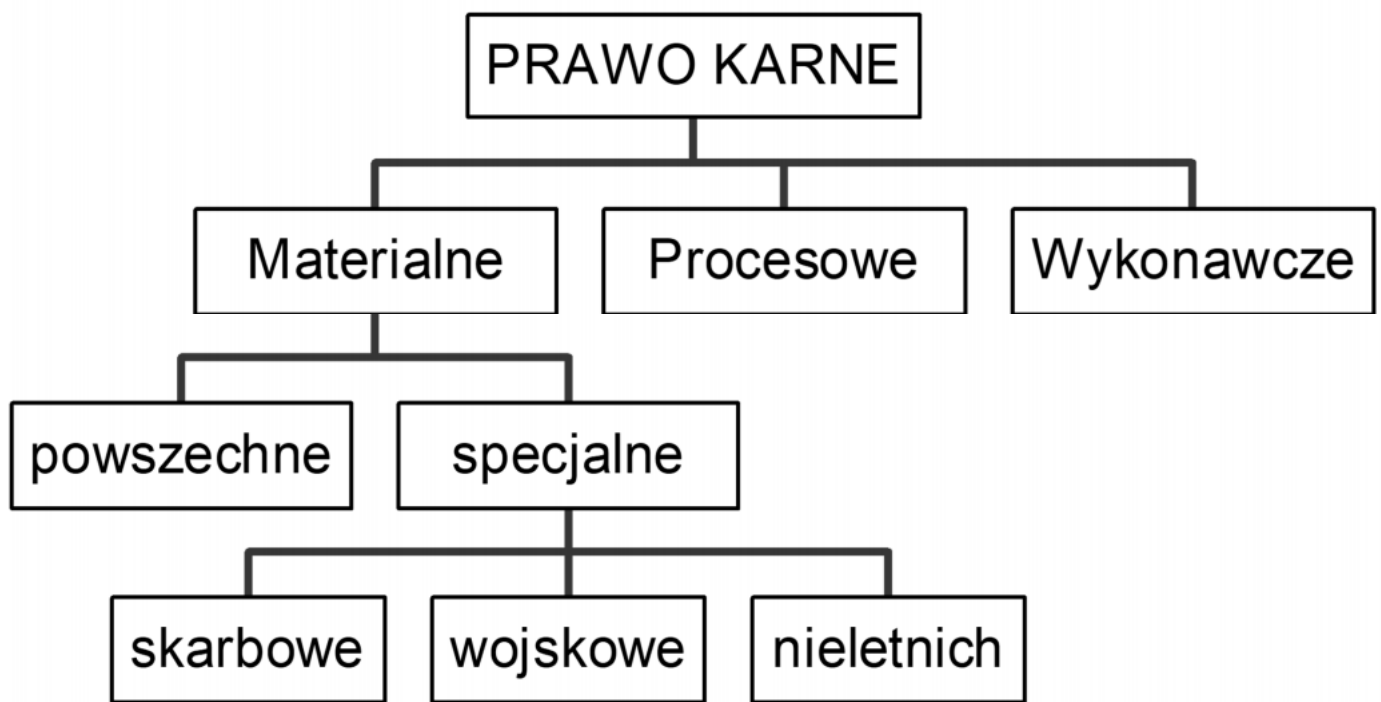 PRAWO KARNE
Materialne
Procesowe
Wykonawcze
powszechne
specjalne
skarbowe
wojskowe
nieletnich